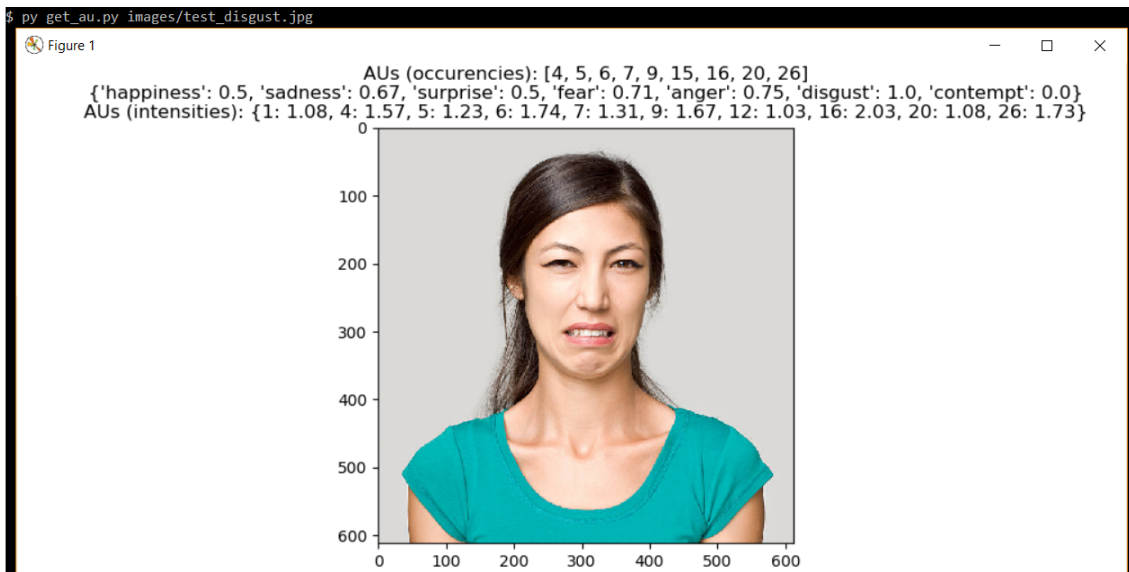 $ py get_au.py images/test_disgust.jpg
Figure 1
AUs (occurencies): [4, 5, 6, 7, 9, 15, 16, 20, 26]
{'happiness': 0.5, 'sadness': 0.67, 'surprise': 0.5, 'fear': 0.71, 'anger': 0.75, 'disgust': 1.0, 'contempt': 0.0}
AUs (intensities): {1: 1.08, 4: 1.57, 5: 1.23, 6: 1.74, 7: 1.31, 9: 1.67, 12: 1.03, 16: 2.03, 20: 1.08, 26: 1.73}
0
100
200
300
400
500
600
0 100 200 300 400 500 600